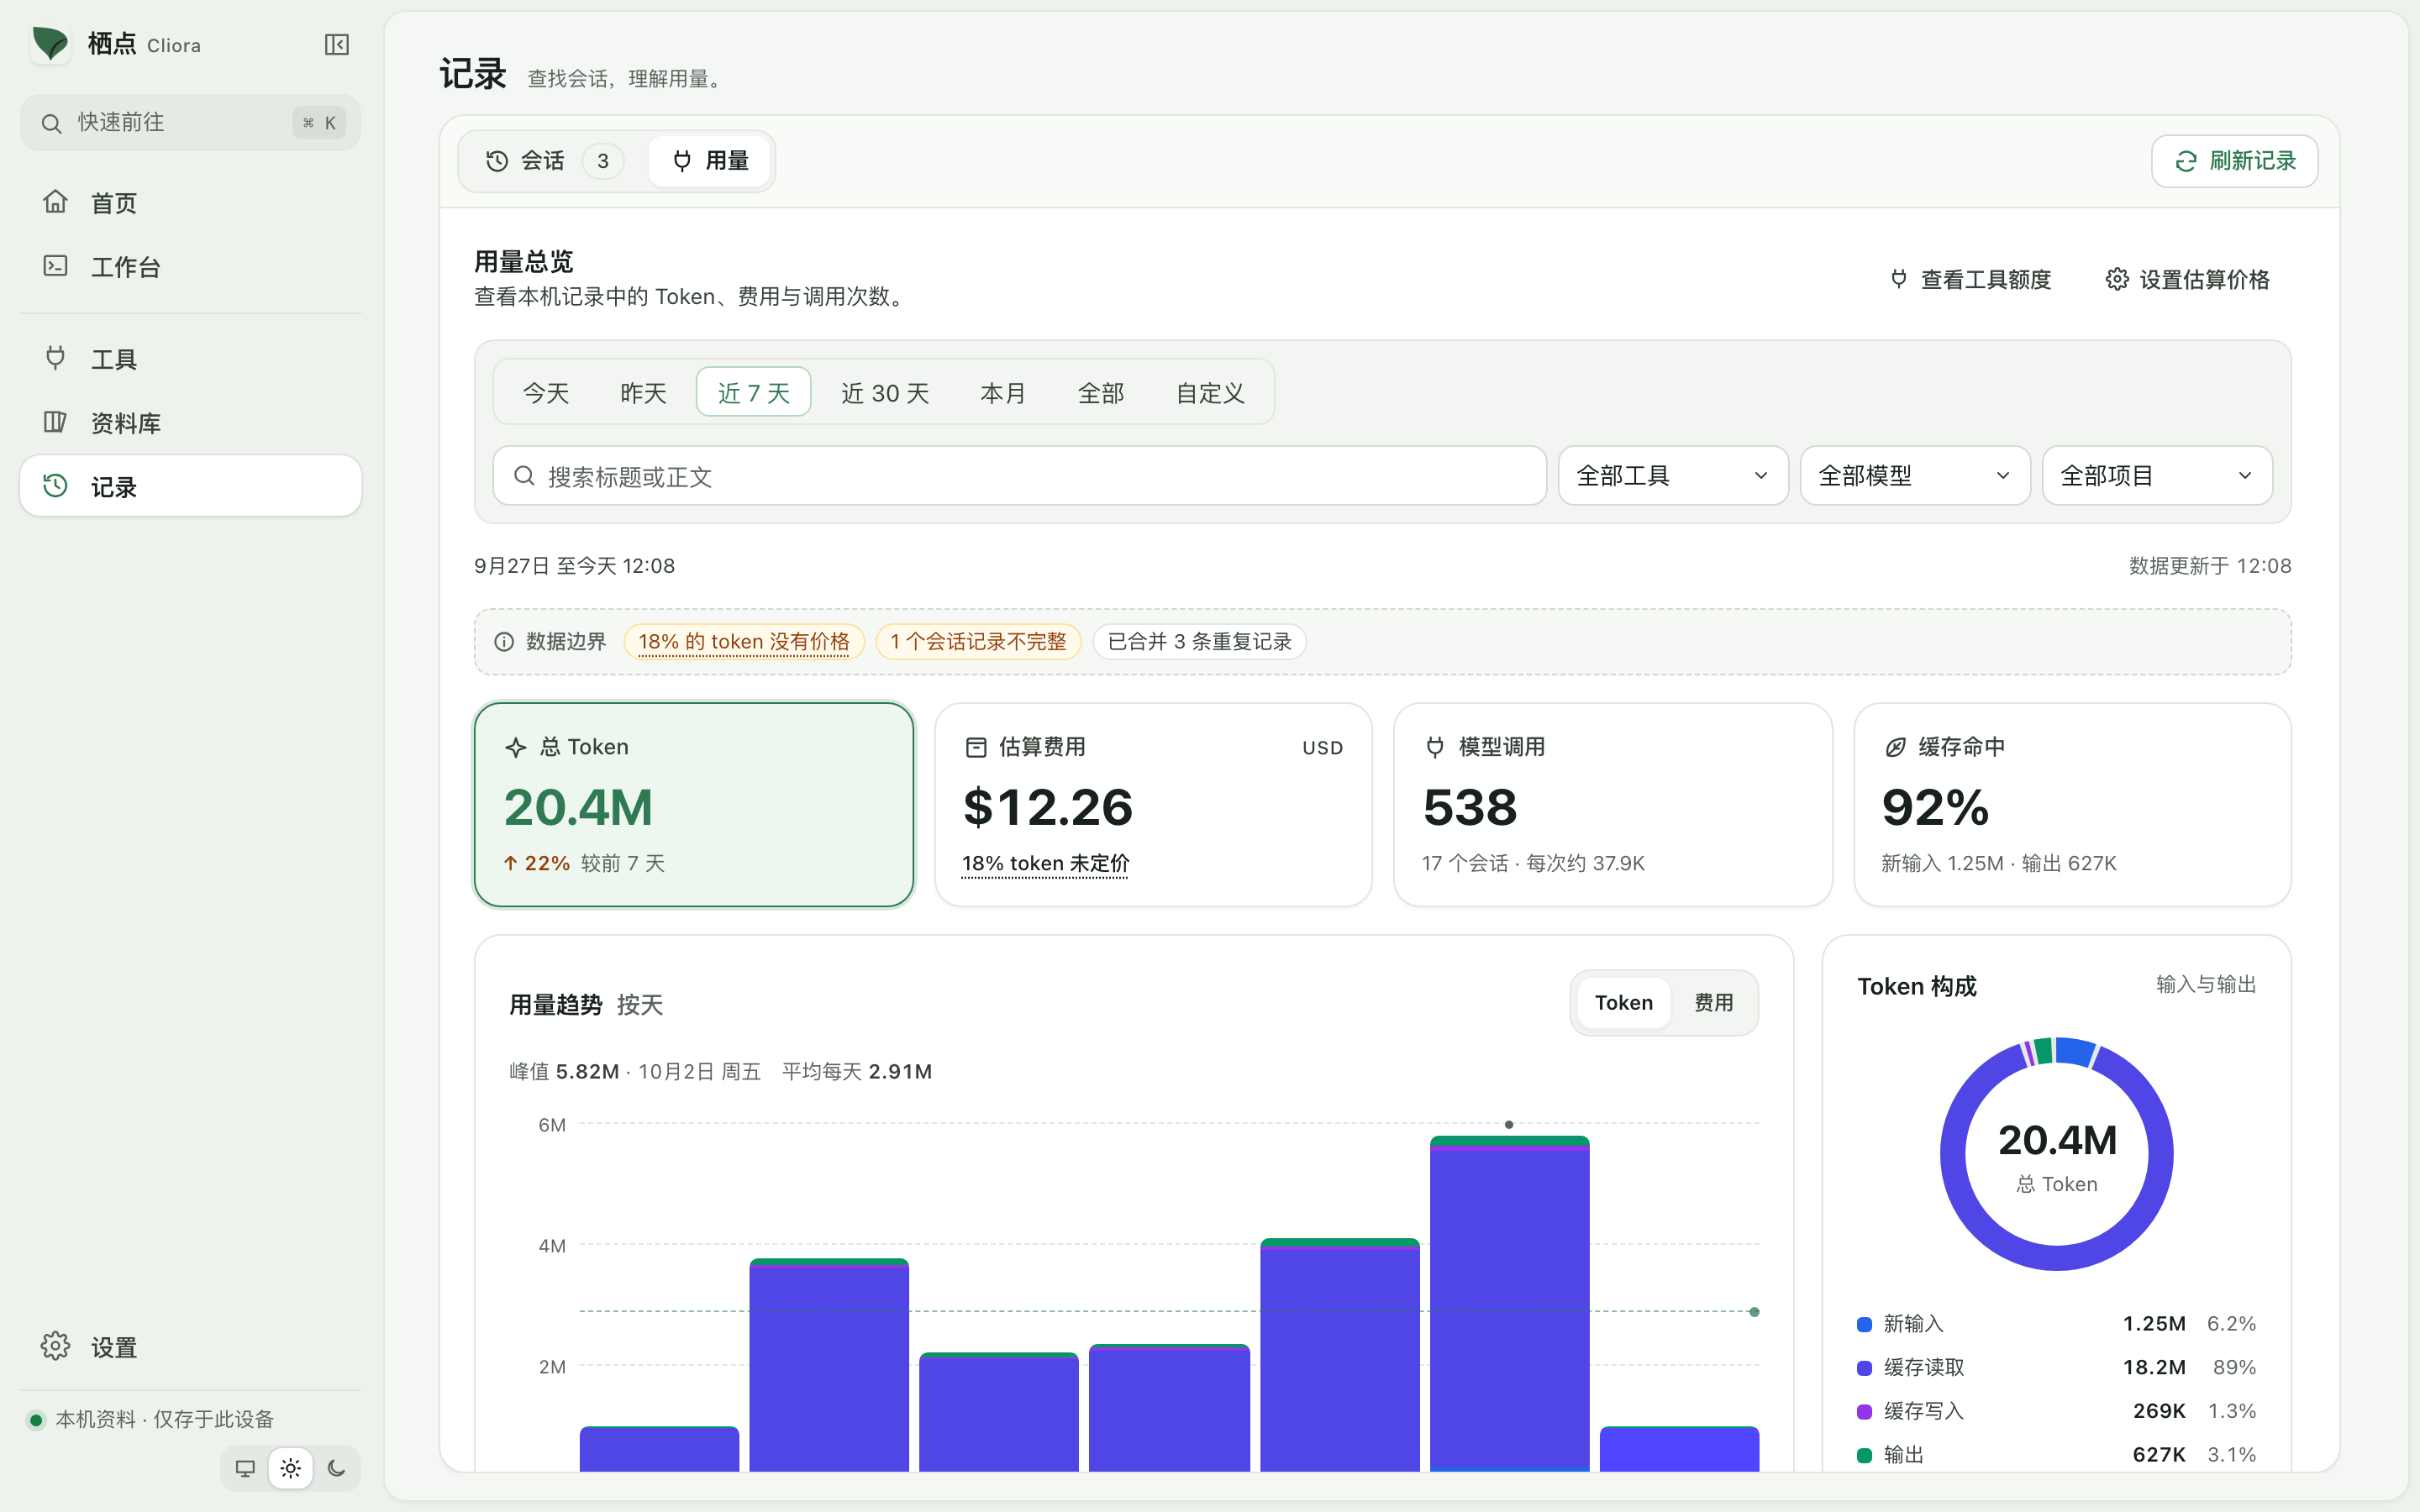 栖点 Cliora
快速前往 ⌘ K
首页
工作台
工具
资料库
记录
设置
本机资料 · 仅存于此设备
记录 查找会话，理解用量。
会话 3 用量 刷新记录
用量总览
查看本机记录中的 Token、费用与调用次数。
查看工具额度 设置估算价格
今天 昨天 近 7 天 近 30 天 本月 全部 自定义
搜索标题或正文 全部工具 全部模型 全部项目
9月27日 至今天 12:08 数据更新于 12:08
数据边界 18% 的 token 没有价格 1 个会话记录不完整 已合并 3 条重复记录
总 Token
20.4M
↑ 22% 较前 7 天
估算费用 USD
$12.26
18% token 未定价
模型调用
538
17 个会话 · 每次约 37.9K
缓存命中
92%
新输入 1.25M · 输出 627K
用量趋势 按天 Token 费用
峰值 5.82M · 10月2日 周五 平均每天 2.91M
6M
4M
2M
Token 构成 输入与输出
20.4M
总 Token
新输入 1.25M 6.2%
缓存读取 18.2M 89%
缓存写入 269K 1.3%
输出 627K 3.1%